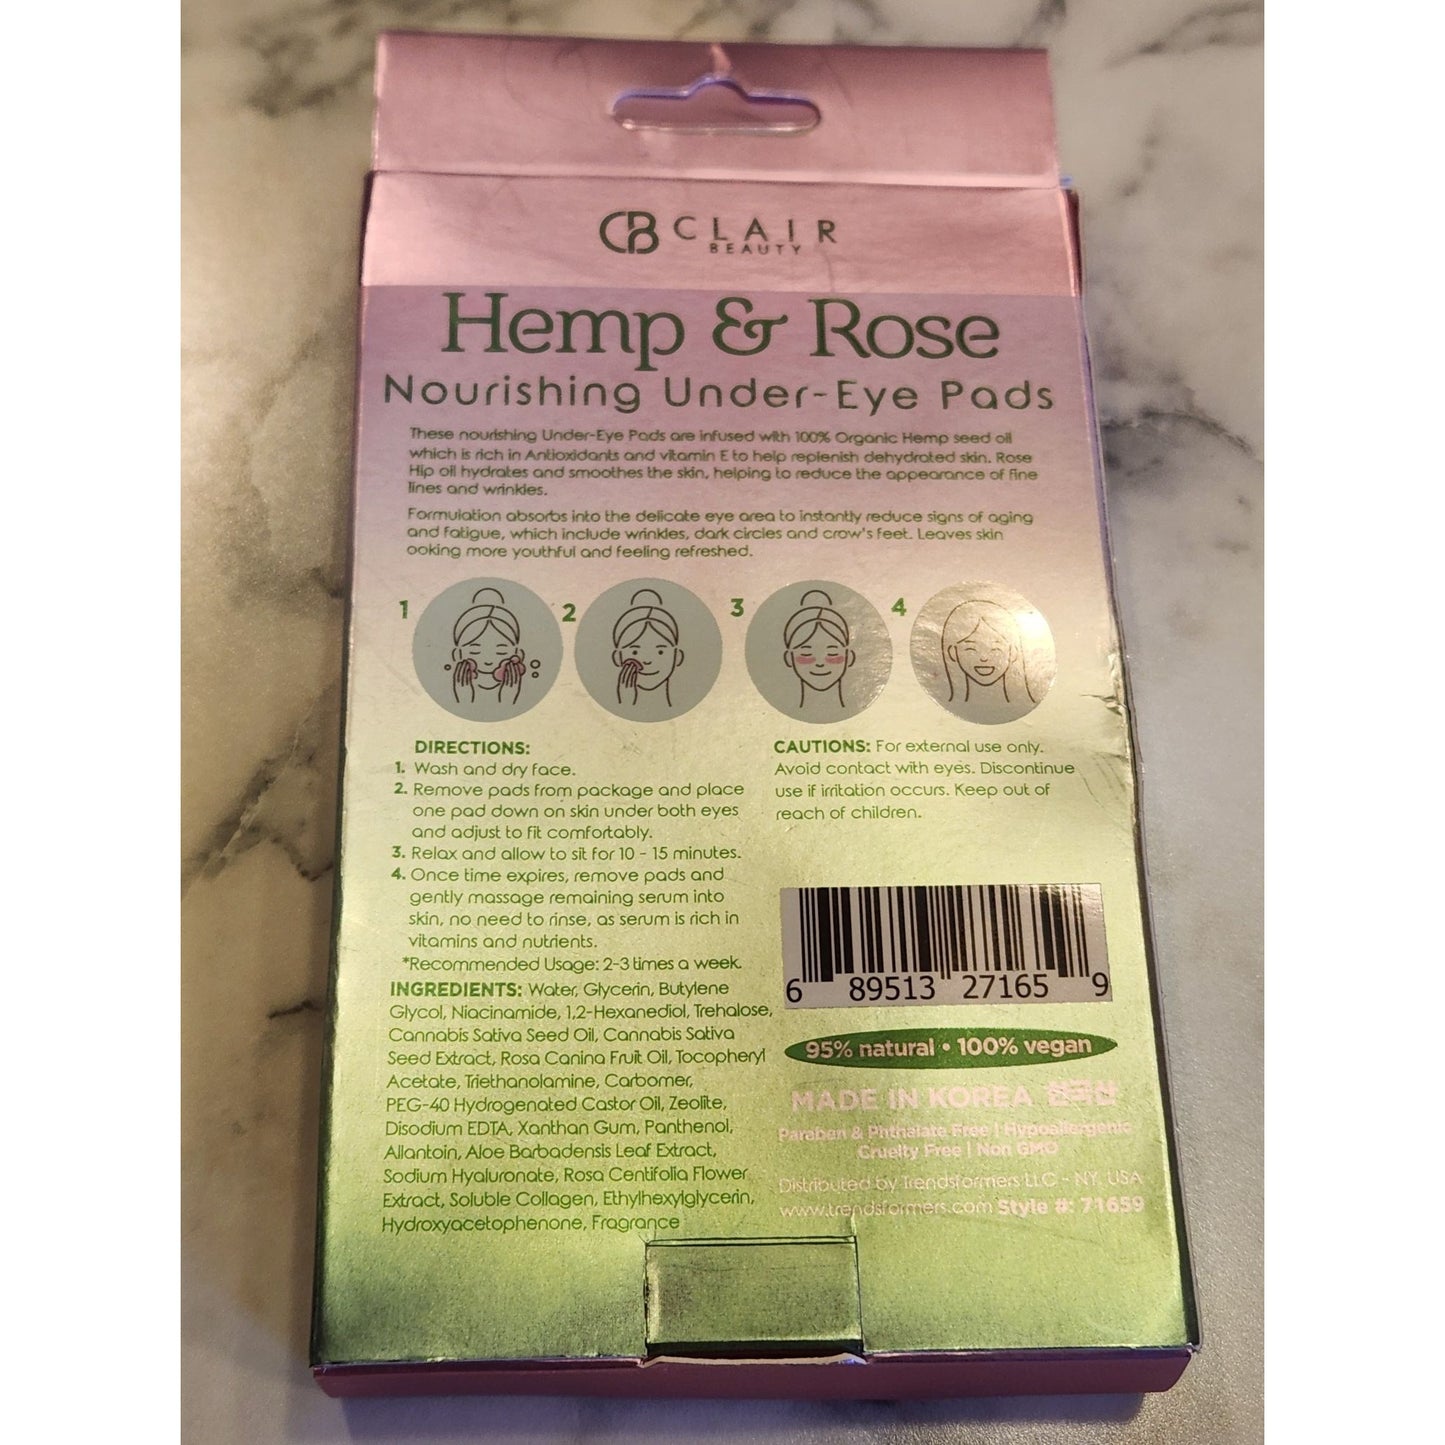 CB CLAIR
BEAUTY
Hemp & Rose
Nourishing Under-Eye Pads
These nourishing Under-Eye Pads are infused with 100% Organic Hemp seed oil
which is rich in Antioxidants and vitamin E to help replenish dehydrated skin. Rose
Hip oil hydrates and smoothes the skin, helping to reduce the appearance of fine
lines and wrinkles.
Formulation absorbs into the delicate eye area to instantly reduce signs of aging
and fatigue, which include wrinkles, dark circles and crow's feet. Leaves skin
ooking more youthful and feeling refreshed.
1 2 3 4
DIRECTIONS:
1. Wash and dry face.
2. Remove pads from package and place
one pad down on skin under both eyes
and adjust to fit comfortably.
3. Relax and allow to sit for 10 - 15 minutes.
4. Once time expires, remove pads and
gently massage remaining serum into
skin, no need to rinse, as serum is rich in
vitamins and nutrients.
*Recommended Usage: 2-3 times a week.
INGREDIENTS: Water, Glycerin, Butylene
Glycol, Niacinamide, 1,2-Hexanediol, Trehalose,
Cannabis Sativa Seed Oil, Cannabis Sativa
Seed Extract, Rosa Canina Fruit Oil, Tocopheryl
Acetate, Triethanolamine, Carbomer,
PEG-40 Hydrogenated Castor Oil, Zeolite,
Disodium EDTA, Xanthan Gum, Panthenol,
Allantoin, Aloe Barbadensis Leaf Extract,
Sodium Hyaluronate, Rosa Centifolia Flower
Extract, Soluble Collagen, Ethylhexylglycerin,
Hydroxyacetophenone, Fragrance
CAUTIONS: For external use only.
Avoid contact with eyes. Discontinue
use if irritation occurs. Keep out of
reach of children.
6 89513 27165 9
95% natural • 100% vegan
MADE IN KOREA 한국산
Paraben & Phthalate Free | Hypoallergenic
Cruelty Free | Non GMO
Distributed by Trendsformers LLC - NY, USA
www.trendsformers.com Style #: 71659